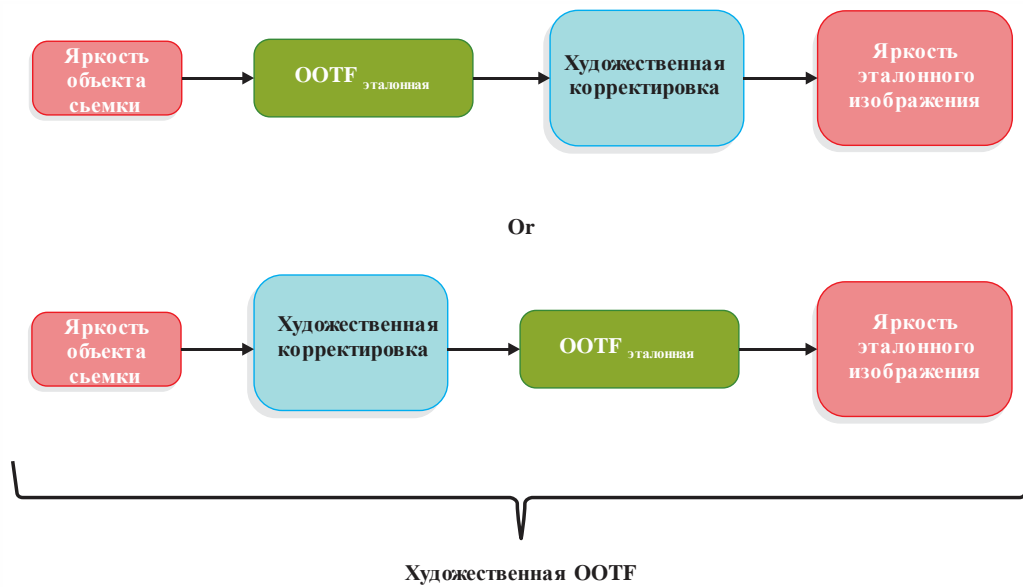 Яркость
объекта
сьемки
OOTF эталонная
Художественная
корректировка
Яркость
эталонного
изображения
Or
Яркость
объекта
сьемки
Художественная
корректировка
OOTF эталонная
Яркость
эталонного
изображения
Художественная OOTF